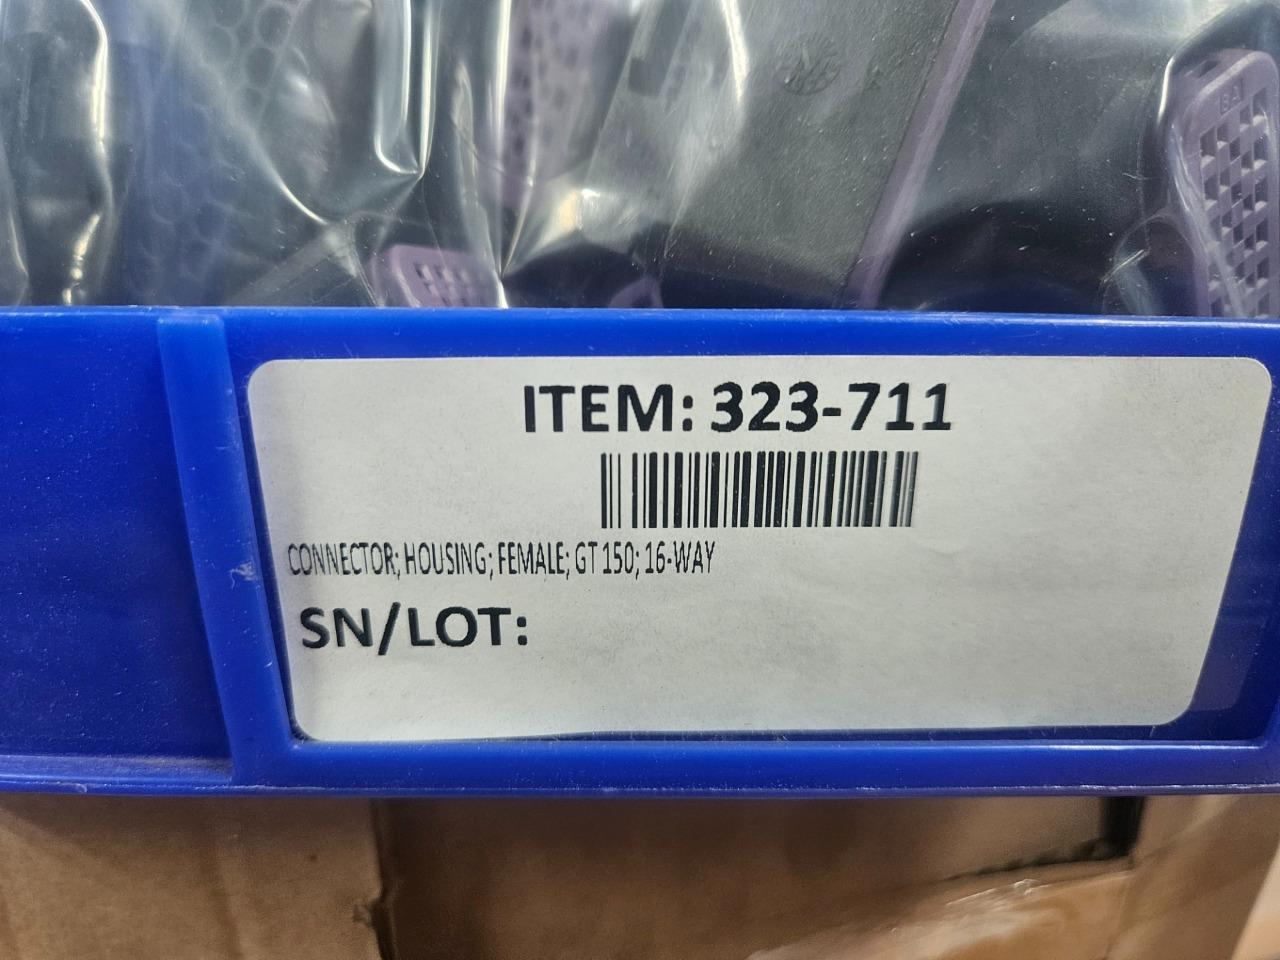 ITEM: 323-711
CONNECTOR; HOUSING; FEMALE; GT 150; 16-WAY
SN/LOT: